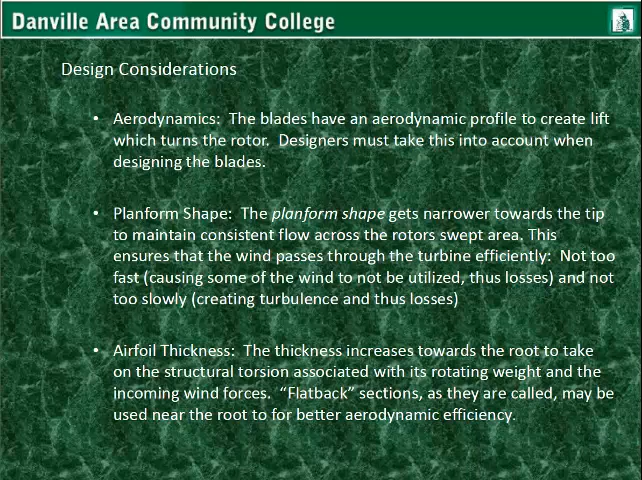 Danville Area Community College
Design Considerations
• Aerodynamics: The blades have an aerodynamic profile to create lift
which turns the rotor. Designers must take this into account when
designing the blades.
• Planform Shape: The planform shape gets narrower towards the tip
to maintain consistent flow across the rotors swept area. This
ensures that the wind passes through the turbine efficiently: Not too
fast (causing some of the wind to not be utilized, thus losses) and not
too slowly (creating turbulence and thus losses)
• Airfoil Thickness: The thickness increases towards the root to take
on the structural torsion associated with its rotating weight and the
incoming wind forces. “Flatback” sections, as they are called, may be
used near the root to for better aerodynamic efficiency.